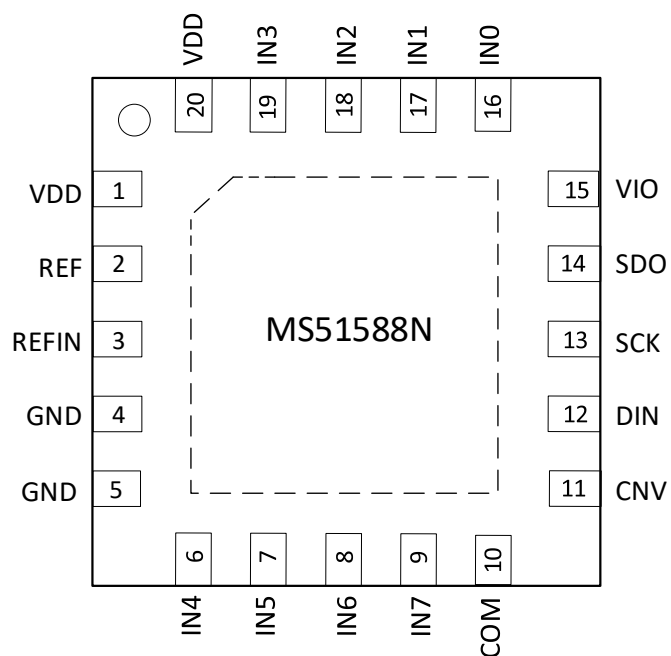 VDD IN3 IN2 IN1 IN0
20 19 18 17 16
VDD 1 15 VIO
REF 2 14 SDO
REFIN 3 MS51588N 13 SCK
GND 4 12 DIN
GND 5 11 CNV
6 7 8 9 10
IN4 IN5 IN6 IN7 COM